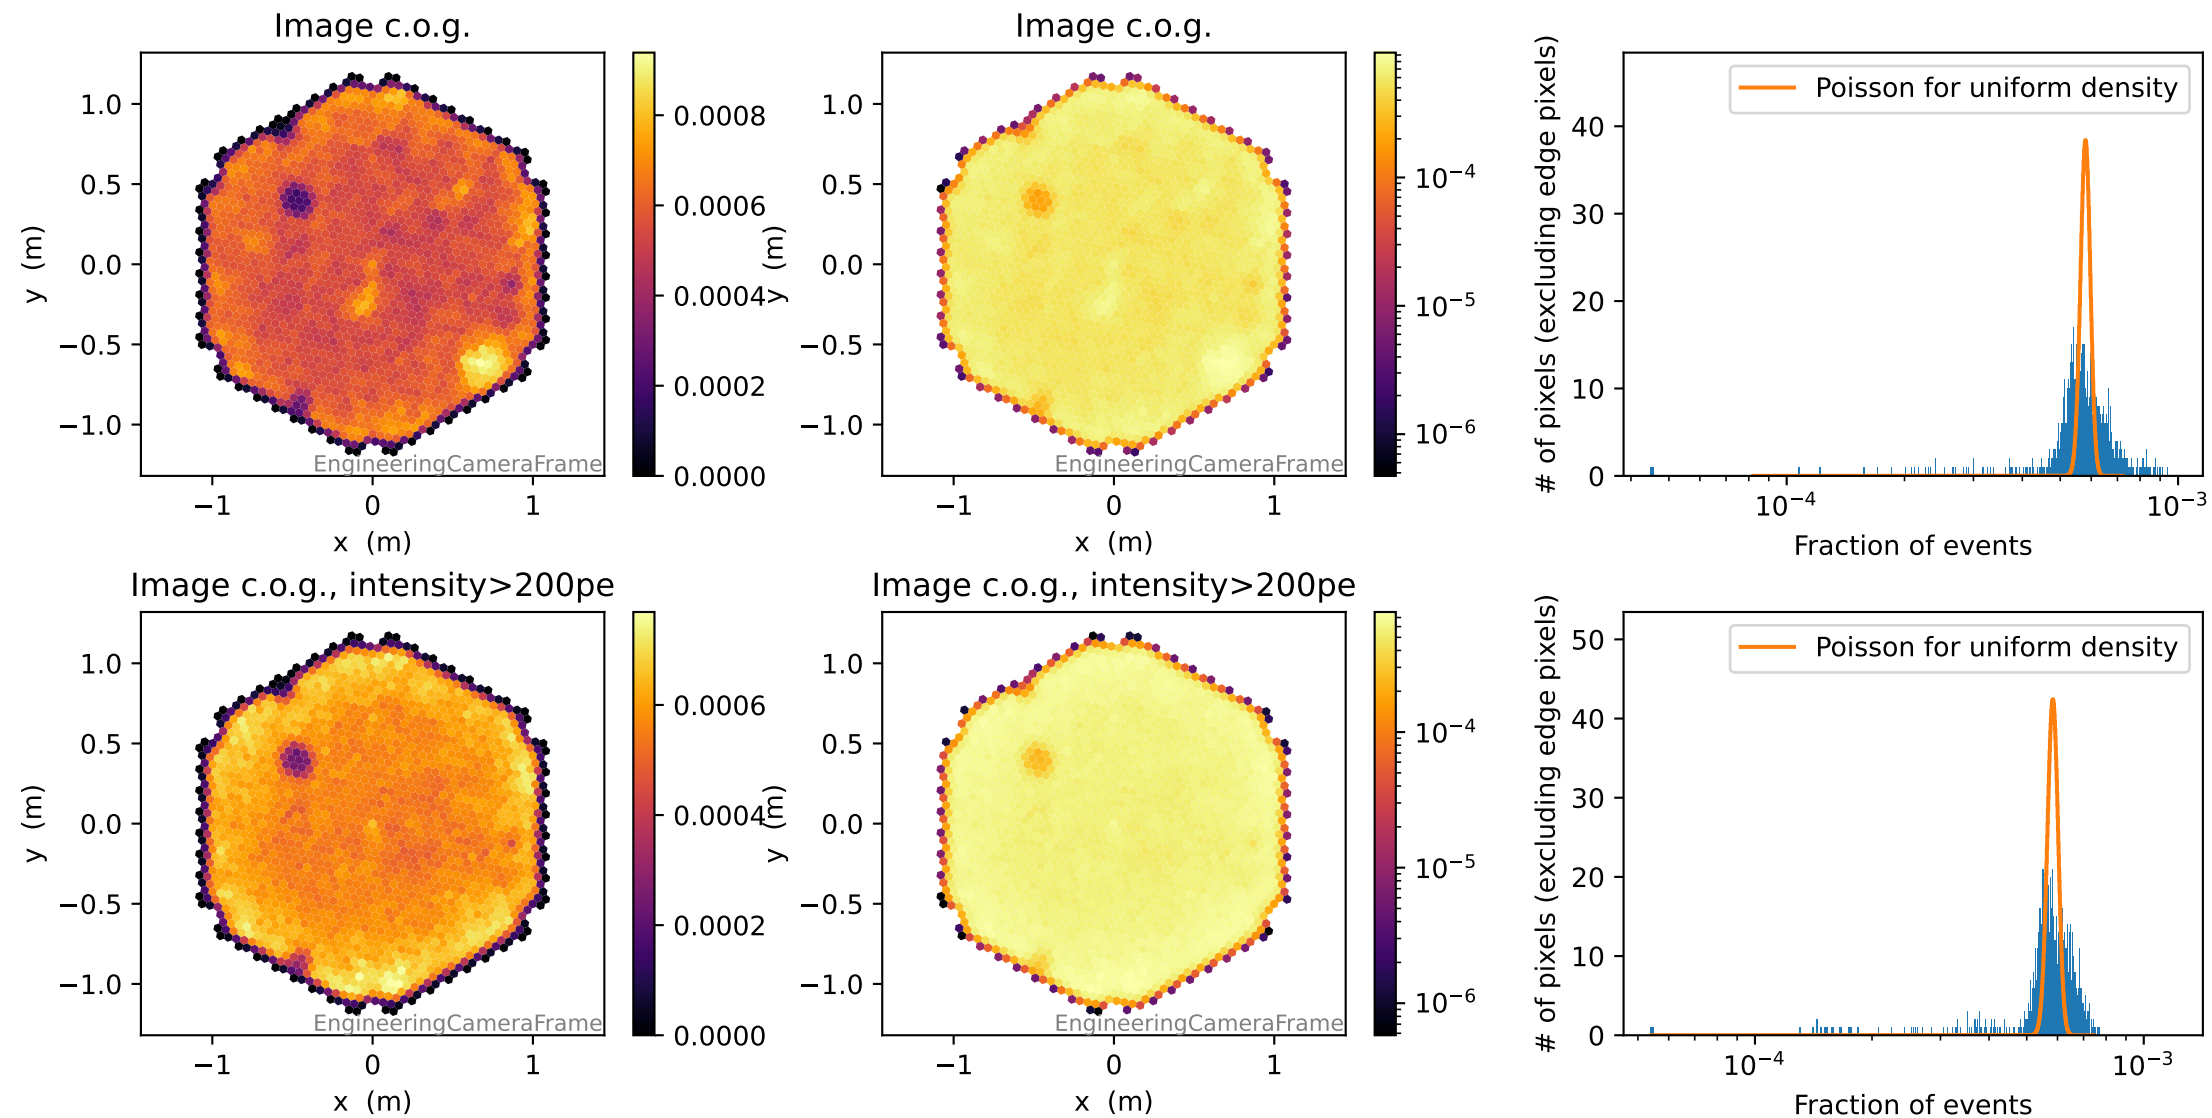 Image c.o.g.
1.0
0.5
0.0
−0.5
−1.0
y (m)
−1 0 1
x (m)
EngineeringCameraFrame
0.0008
0.0006
0.0004
0.0002
0.0000
Image c.o.g.
1.0
0.5
0.0
−0.5
−1.0
y (m)
−1 0 1
x (m)
EngineeringCameraFrame
10−4
10−5
10−6
# of pixels (excluding edge pixels)
40
30
20
10
0
Poisson for uniform density
10−4 10−3
Fraction of events
Image c.o.g., intensity>200pe
1.0
0.5
0.0
−0.5
−1.0
y (m)
−1 0 1
x (m)
EngineeringCameraFrame
0.0006
0.0004
0.0002
0.0000
Image c.o.g., intensity>200pe
1.0
0.5
0.0
−0.5
−1.0
y (m)
−1 0 1
x (m)
EngineeringCameraFrame
10−4
10−5
10−6
# of pixels (excluding edge pixels)
50
40
30
20
10
0
Poisson for uniform density
10−4 10−3
Fraction of events